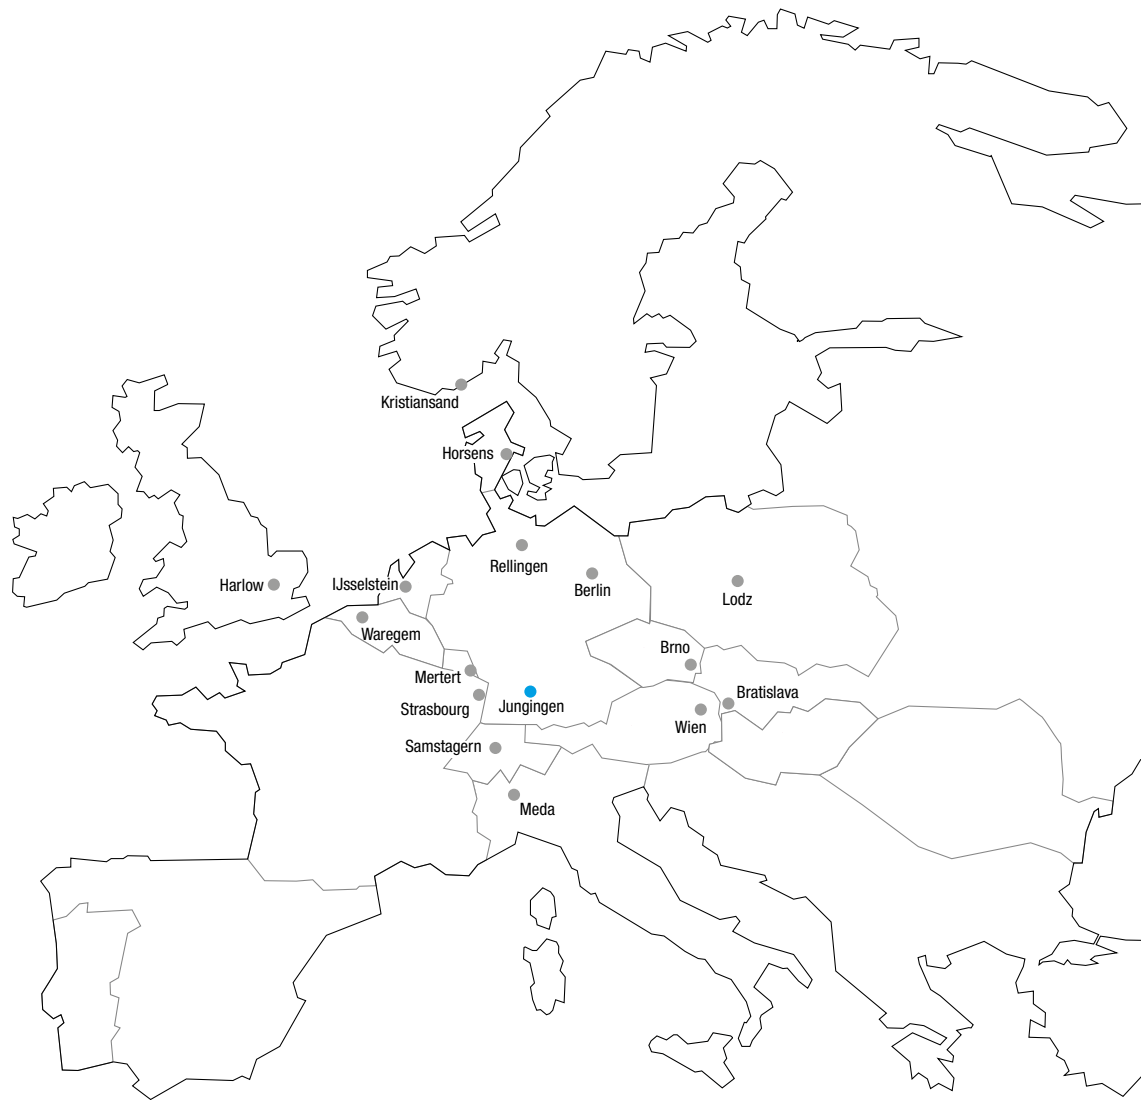 Kristiansand
Horsens
Rellingen
Harlow
IJsselstein
Berlin
Lodz
Waregem
Brno
Mertert
Strasbourg
Jungingen
Bratislava
Wien
Samstagern
Meda